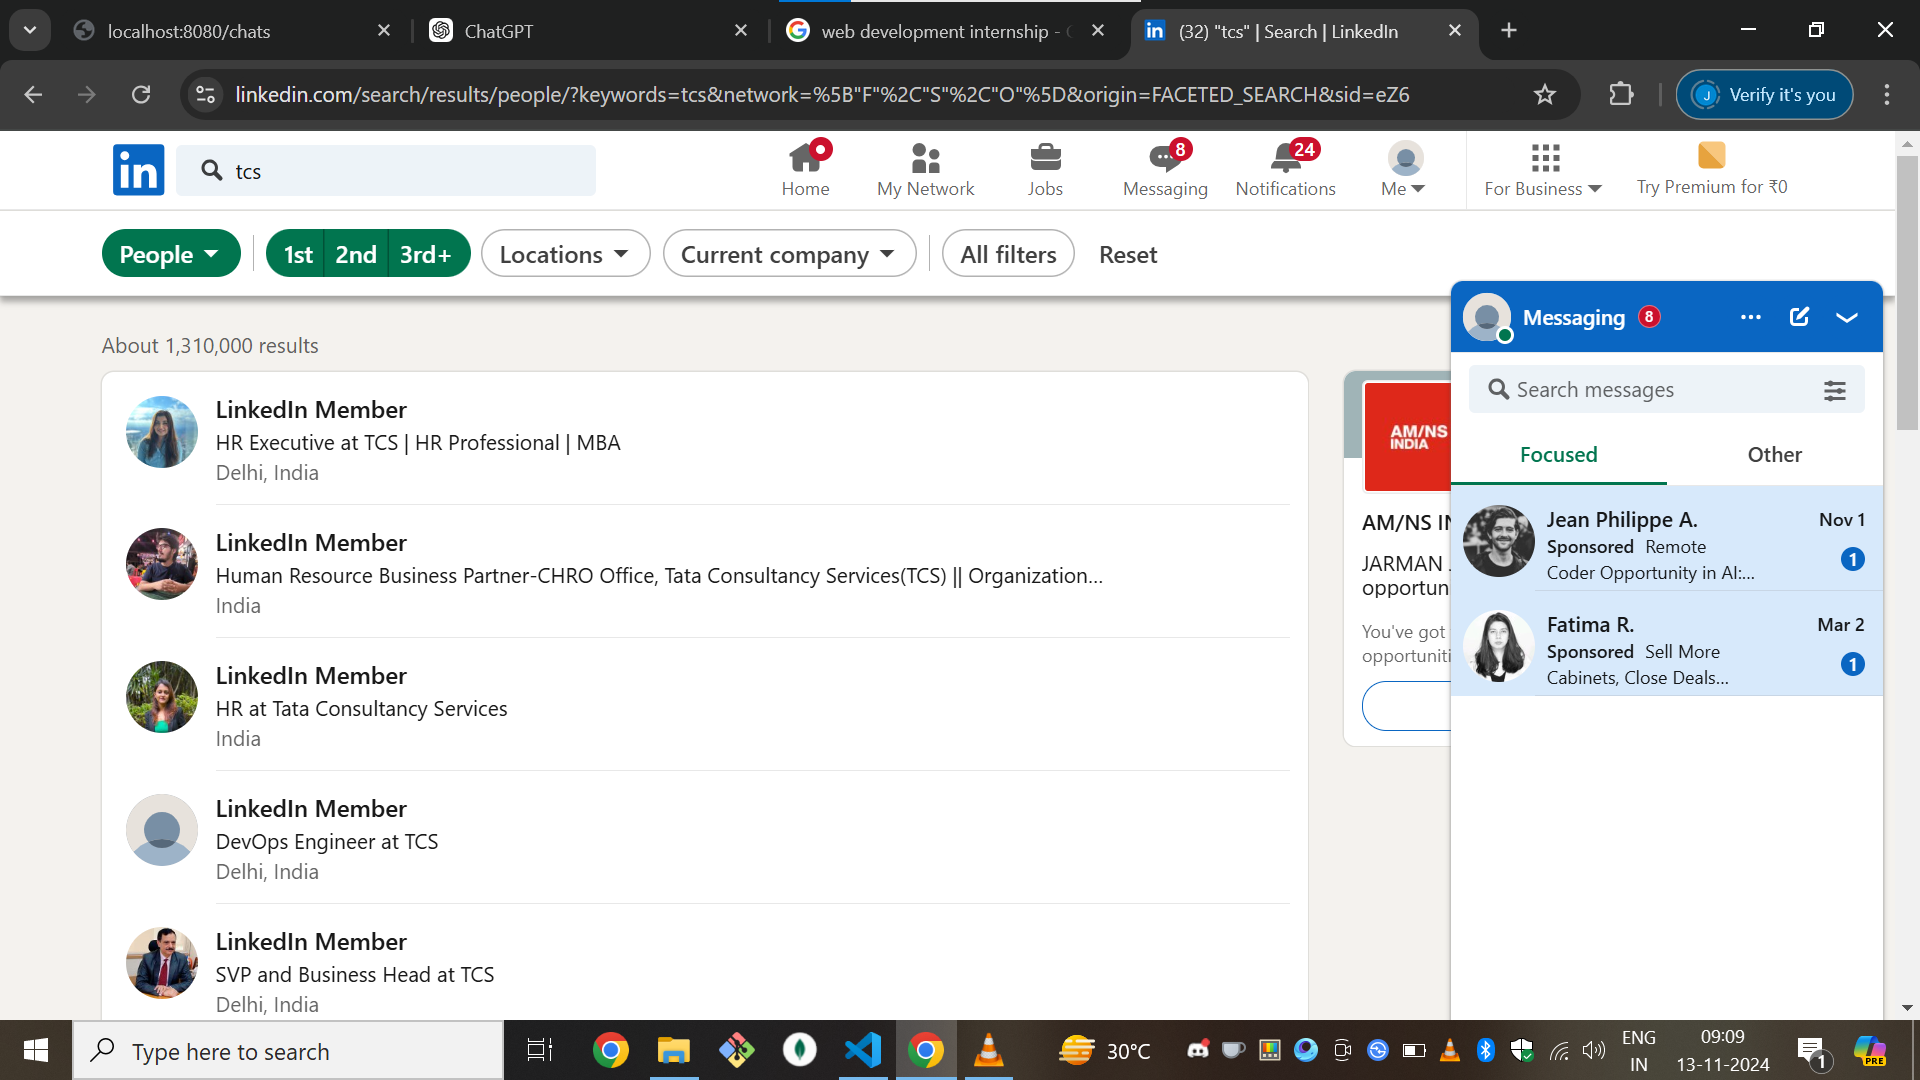 localhost:8080/chats
ChatGPT
web development internship -
(32) "tcs" | Search | LinkedIn
linkedin.com/search/results/people/?keywords=tcs&network=%5B"F"%2C"S"%2C"O"%5D&origin=FACETED_SEARCH&sid=eZ6
J
Verify it's you
in
tcs
Home
My Network
Jobs
8
Messaging
24
Notifications
Me
For Business
Try Premium for ₹0
People
1st
2nd
3rd+
Locations
Current company
All filters
Reset
About 1,310,000 results
LinkedIn Member
HR Executive at TCS | HR Professional | MBA
Delhi, India
LinkedIn Member
Human Resource Business Partner-CHRO Office, Tata Consultancy Services(TCS) || Organization...
India
LinkedIn Member
HR at Tata Consultancy Services
India
LinkedIn Member
DevOps Engineer at TCS
Delhi, India
LinkedIn Member
SVP and Business Head at TCS
Delhi, India
AM/NS
INDIA
AM/NS IN
JARMAN
opportun
You've got
opportuniti
Messaging 8
Search messages
Focused
Other
Jean Philippe A.
Nov 1
Sponsored Remote
Coder Opportunity in AI:...
1
Fatima R.
Mar 2
Sponsored Sell More
Cabinets, Close Deals...
1
Type here to search
30°C
ENG
IN
09:09
13-11-2024
1
PRE